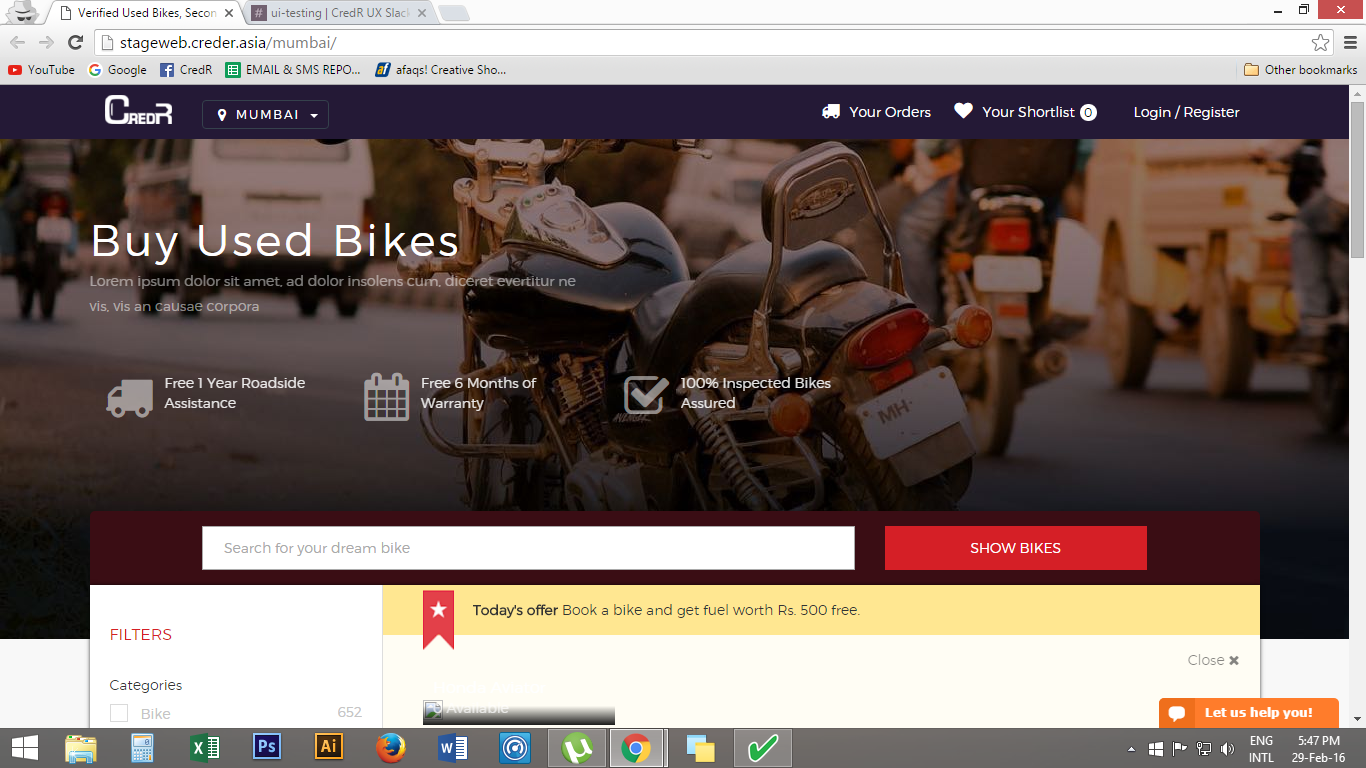 Verified Used Bikes, Secon
ui-testing | CredR UX Slack
stageweb.creder.asia/mumbai/
YouTube
Google
CredR
EMAIL & SMS REPO...
afaqs! Creative Sho...
Other bookmarks
CREDR
MUMBAI
Your Orders
Your Shortlist 0
Login / Register
Buy Used Bikes
Lorem ipsum dolor sit amet, ad dolor insolens cum, diceret evertitur ne
vis, vis an causae corpora
Free 1 Year Roadside
Assistance
Free 6 Months of
Warranty
100% Inspected Bikes
Assured
MH
Search for your dream bike
SHOW BIKES
Today's offer Book a bike and get fuel worth Rs. 500 free.
FILTERS
Close ✖
Categories
Bike 652
Available
Let us help you!
Ps
Ai
ENG
INTL
5:47 PM
29-Feb-16